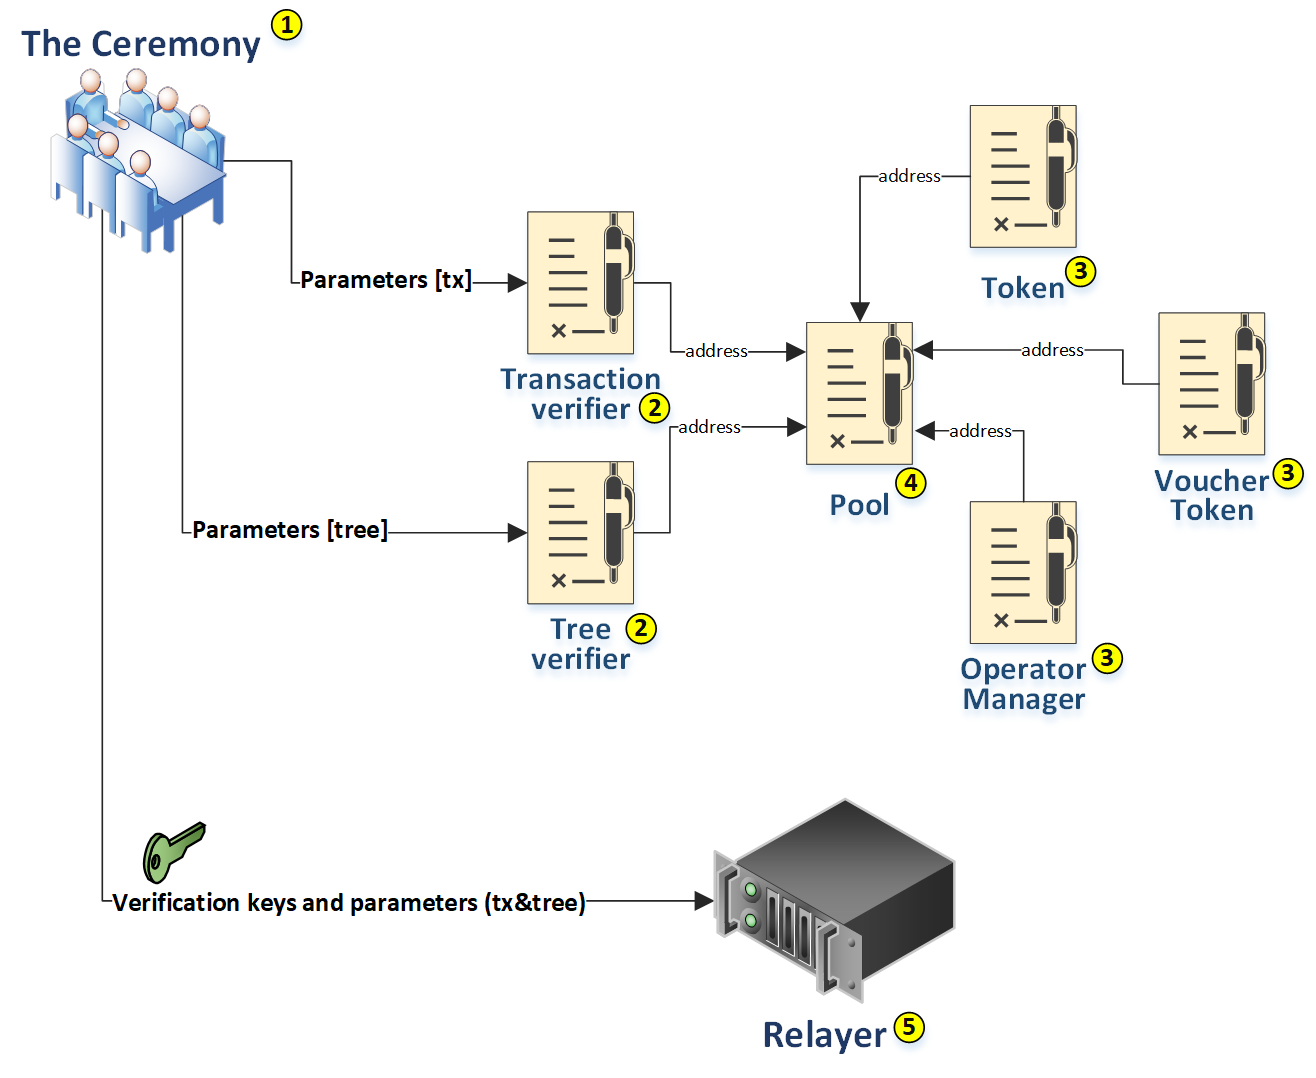 The Ceremony 1
Parameters [tx]
address
Token 3
Transaction
verifier 2
address
address
Parameters [tree]
address
address
Pool 4
Voucher 3
Token
Tree 2
verifier
Operator 3
Manager
Verification keys and parameters (tx&tree)
Relayer 5